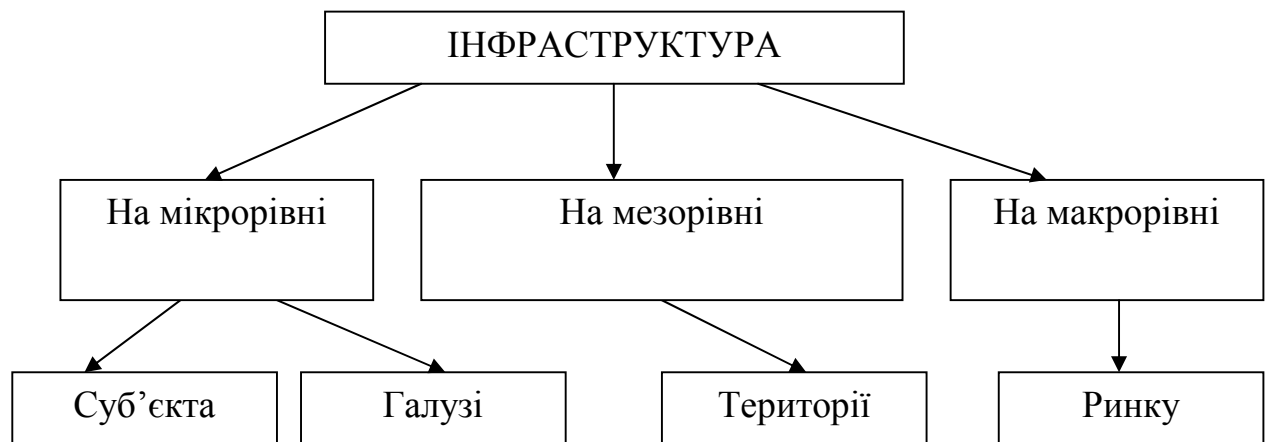 ІНФРАСТРУКТУРА
На мікрорівні
На мезорівні
На макрорівні
Суб’єкта
Галузі
Території
Ринку